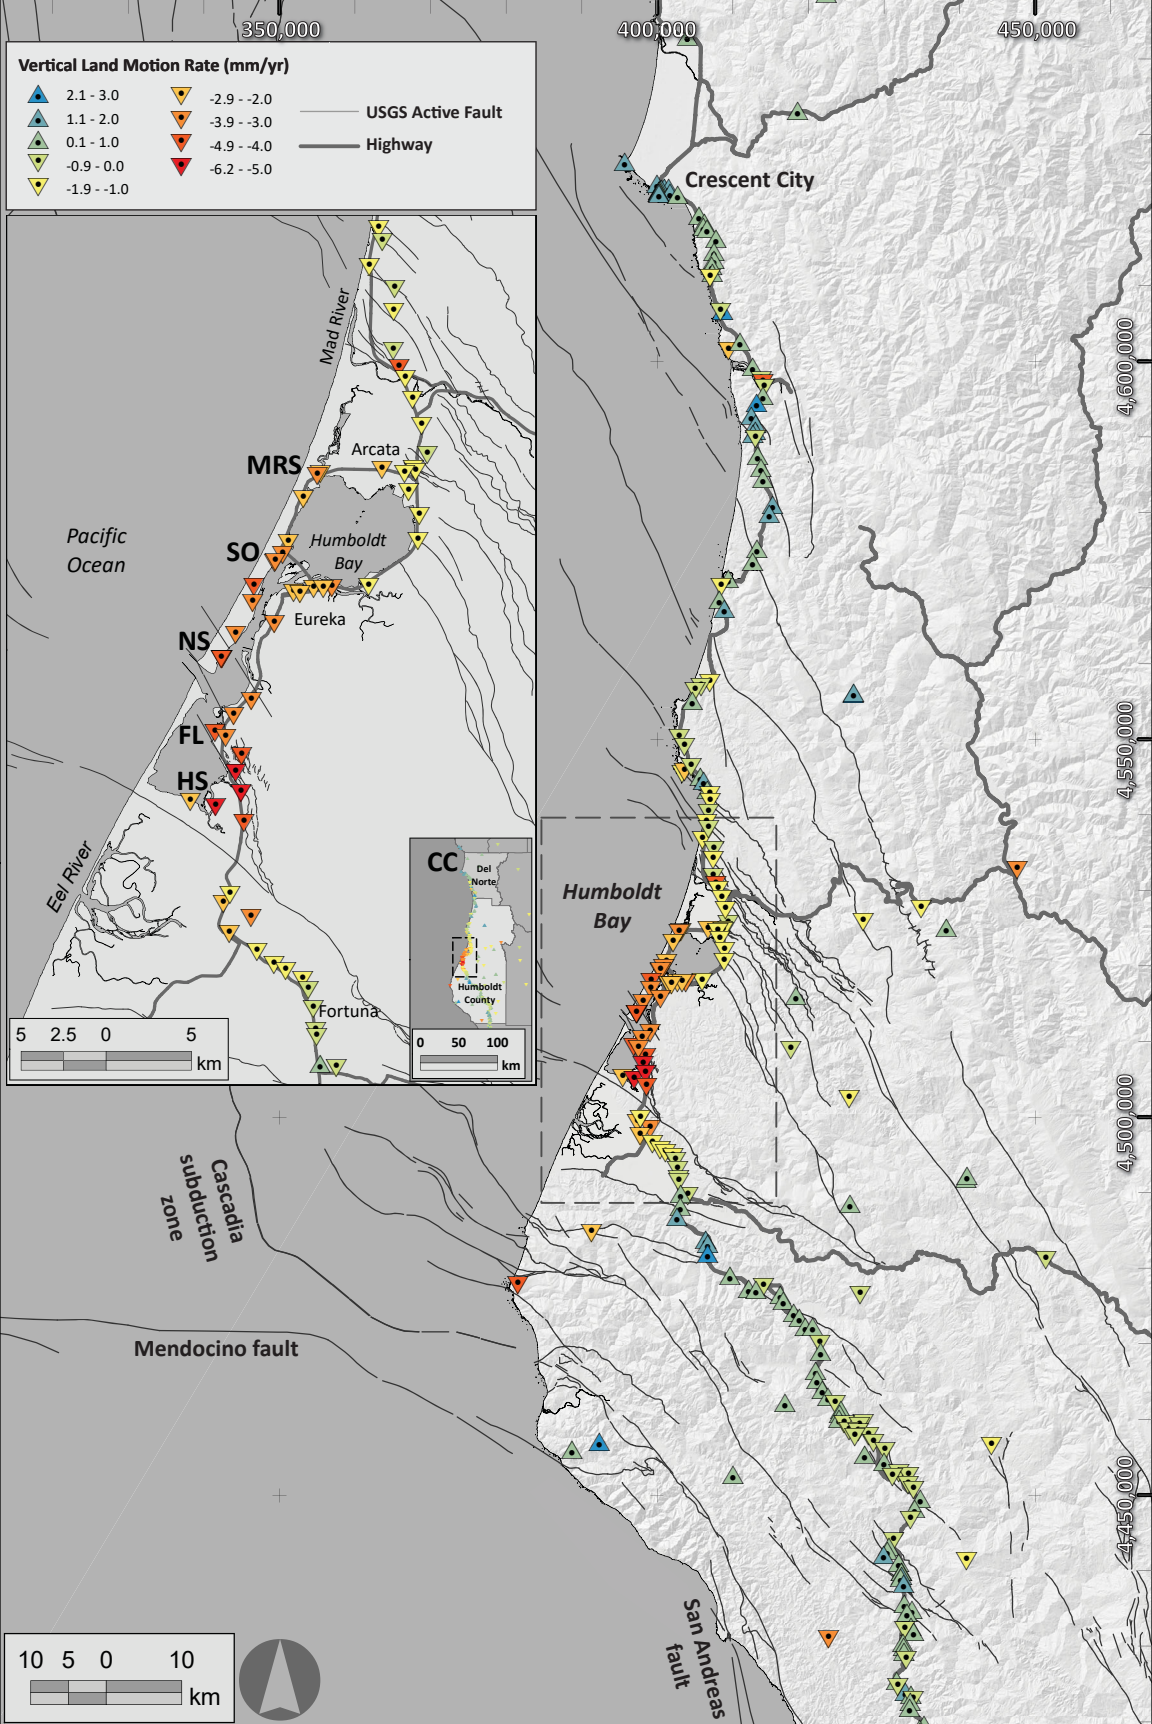 350,000
400,000
450,000
Vertical Land Motion Rate (mm/yr)
2.1 - 3.0
1.1 - 2.0
0.1 - 1.0
-0.9 - 0.0
-1.9 - -1.0
-2.9 - -2.0
-3.9 - -3.0
-4.9 - -4.0
-6.2 - -5.0
USGS Active Fault
Highway
Crescent City
4,600,000
4,550,000
4,500,000
4,450,000
Mad River
MRS
Arcata
Pacific
Ocean
SO
Humboldt
Bay
Eureka
NS
FL
HS
Eel River
Fortuna
5 2.5 0 5
km
CC
Del
Norte
Humboldt
County
0 50 100
km
Humboldt
Bay
Cascadia
subduction
zone
Mendocino fault
San Andreas
fault
10 5 0 10
km